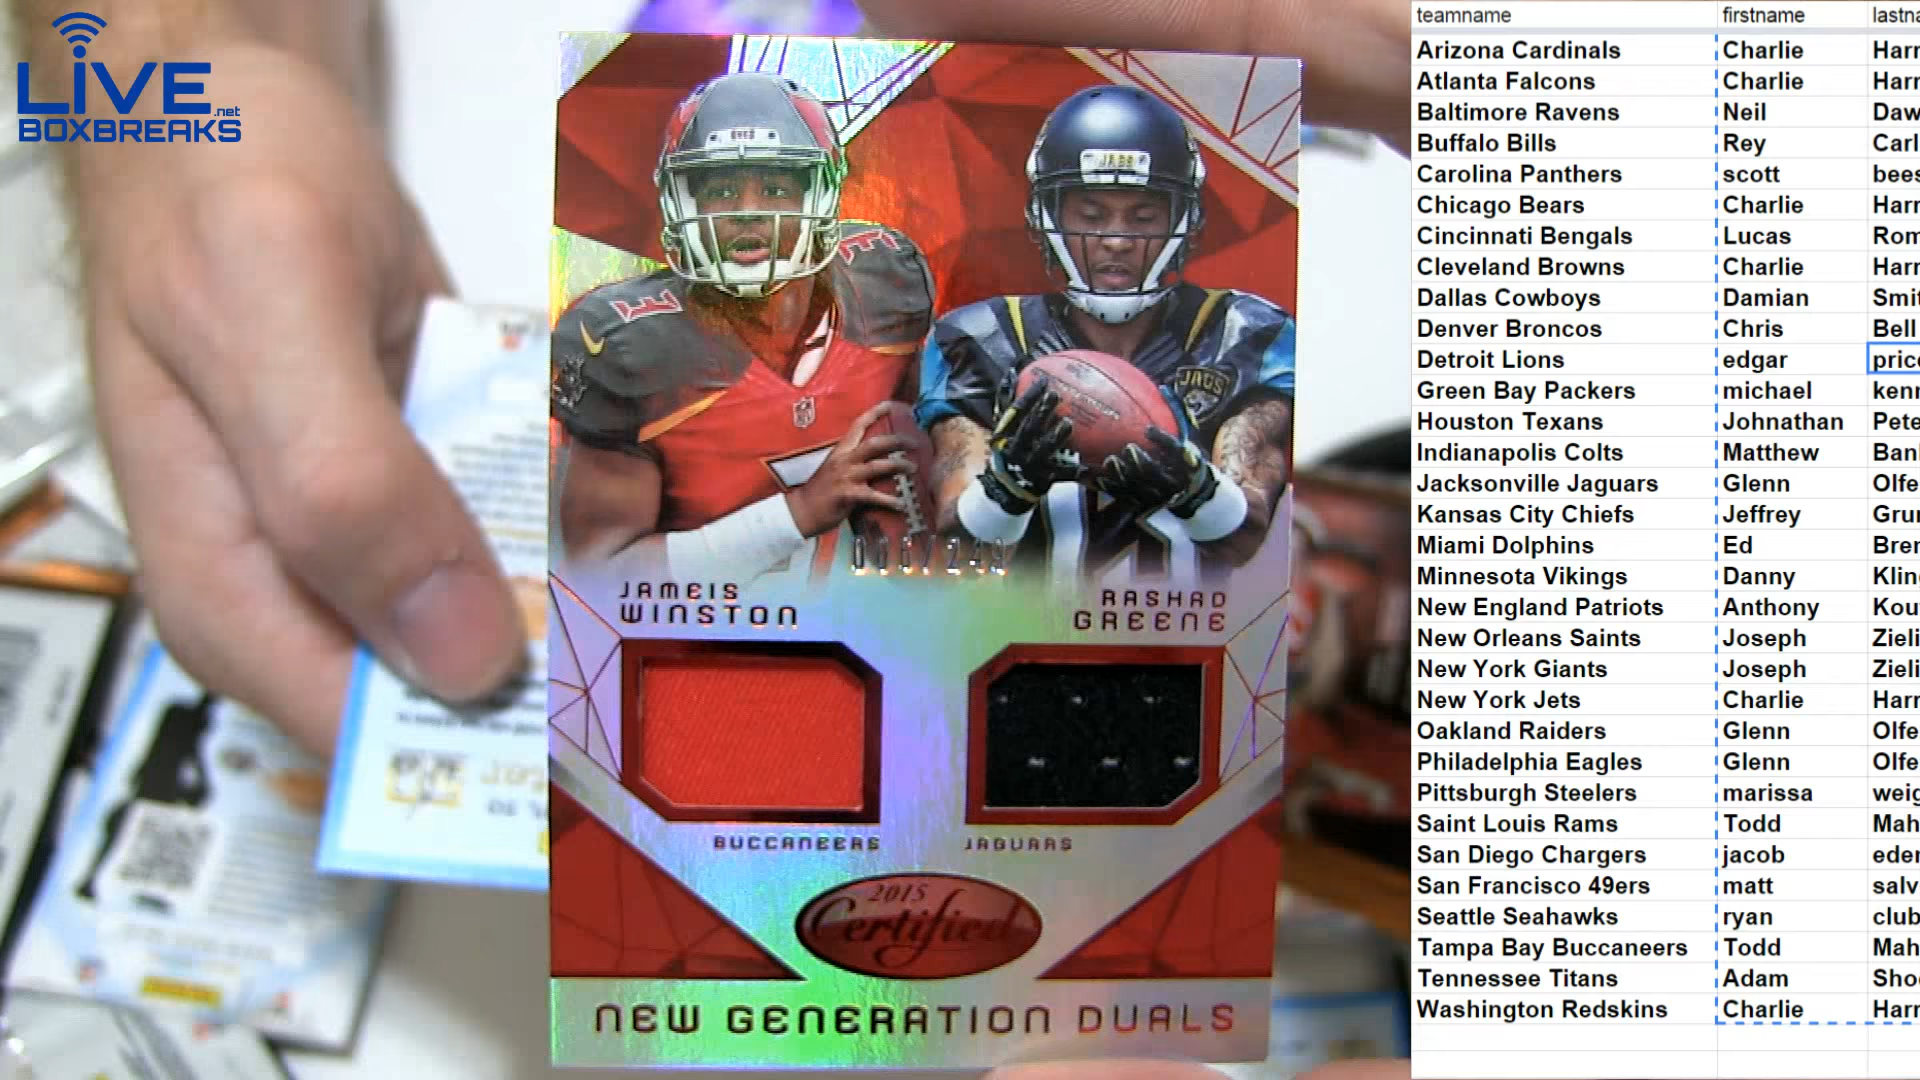 LiVE.net
BOXBREAKS
JAGS
3
3
JAGS
JAMEIS
WINSTON
RASHAD
GREENE
BUCCANEERS
JAGUARS
2015
Certified
NEW GENERATION DUALS
teamname firstname
Arizona Cardinals Charlie
Atlanta Falcons Charlie
Baltimore Ravens Neil
Buffalo Bills Rey
Carolina Panthers scott
Chicago Bears Charlie
Cincinnati Bengals Lucas
Cleveland Browns Charlie
Dallas Cowboys Damian
Denver Broncos Chris Bell
Detroit Lions edgar
Green Bay Packers michael
Houston Texans Johnathan
Indianapolis Colts Matthew
Jacksonville Jaguars Glenn
Kansas City Chiefs Jeffrey
Miami Dolphins Ed
Minnesota Vikings Danny
New England Patriots Anthony
New Orleans Saints Joseph
New York Giants Joseph
New York Jets Charlie
Oakland Raiders Glenn
Philadelphia Eagles Glenn
Pittsburgh Steelers marissa
Saint Louis Rams Todd
San Diego Chargers jacob
San Francisco 49ers matt
Seattle Seahawks ryan
Tampa Bay Buccaneers Todd
Tennessee Titans Adam
Washington Redskins Charlie